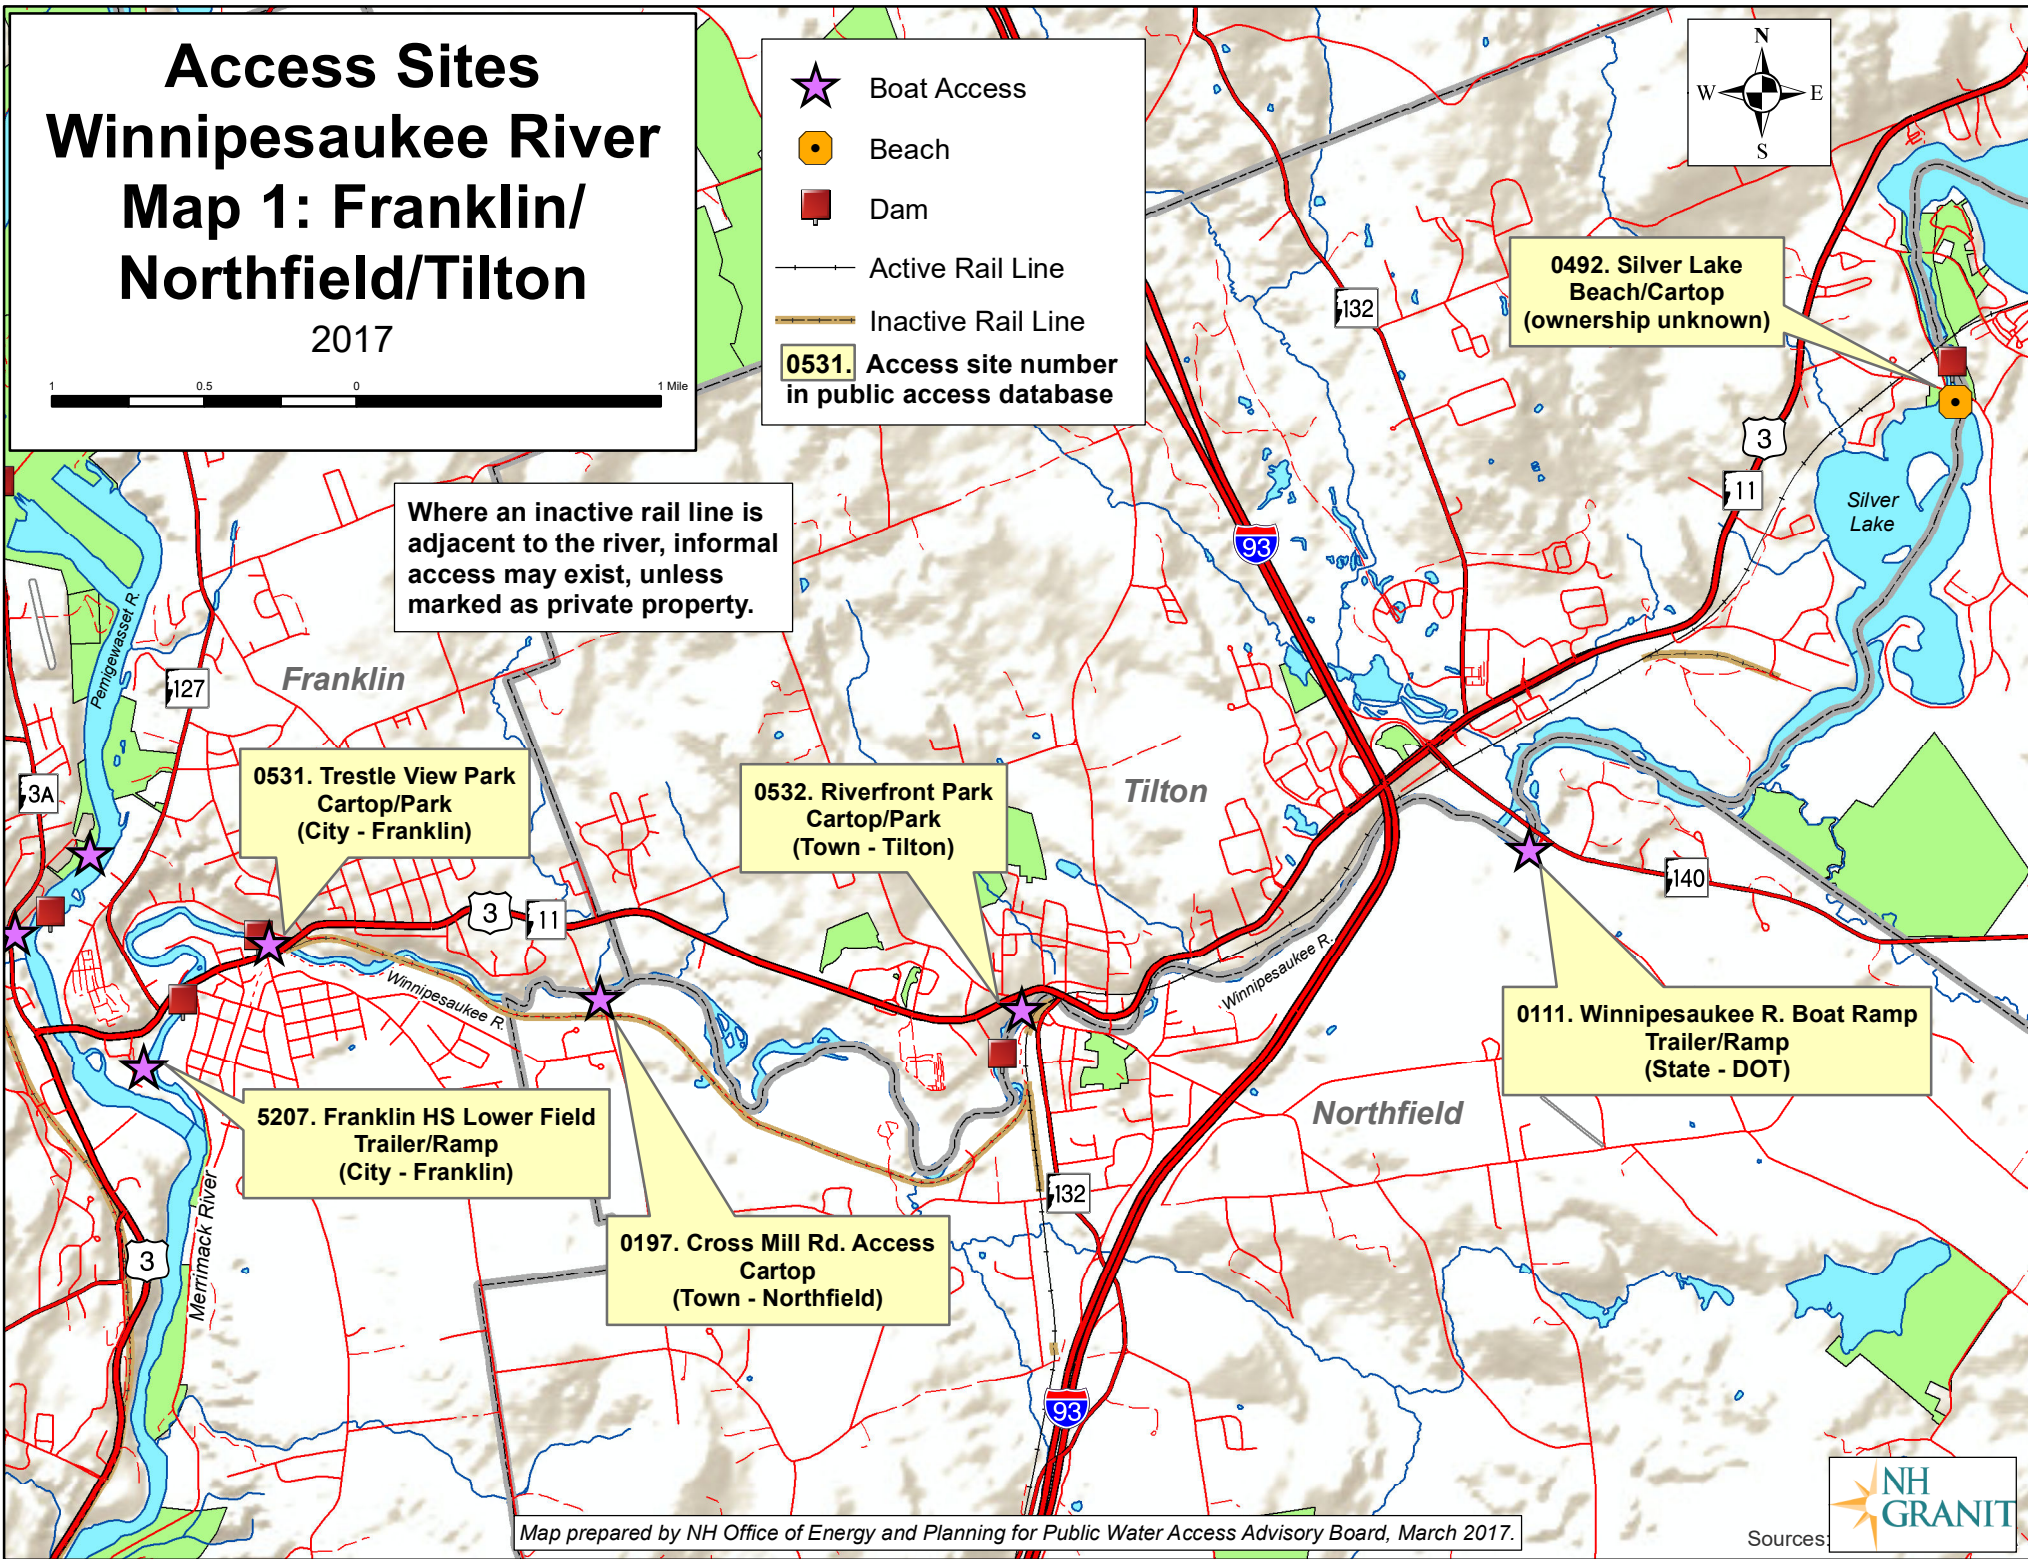 Access Sites
Winnipesaukee River
Map 1: Franklin/
Northfield/Tilton
2017
1
0.5
0
1 Mile
Boat Access
Beach
Dam
Active Rail Line
Inactive Rail Line
0531. Access site number
in public access database
N
W
E
S
132
0492. Silver Lake
Beach/Cartop
(ownership unknown)
3
11
Silver
Lake
93
Where an inactive rail line is
adjacent to the river, informal
access may exist, unless
marked as private property.
Pemigewasset R.
127
Franklin
3A
0531. Trestle View Park
Cartop/Park
(City - Franklin)
0532. Riverfront Park
Cartop/Park
(Town - Tilton)
Tilton
140
3
11
Winnipesaukee R.
Winnipesaukee R.
0111. Winnipesaukee R. Boat Ramp
Trailer/Ramp
(State - DOT)
5207. Franklin HS Lower Field
Trailer/Ramp
(City - Franklin)
Northfield
Merrimack River
132
3
0197. Cross Mill Rd. Access
Cartop
(Town - Northfield)
93
Map prepared by NH Office of Energy and Planning for Public Water Access Advisory Board, March 2017.
Sources:
NH
GRANIT